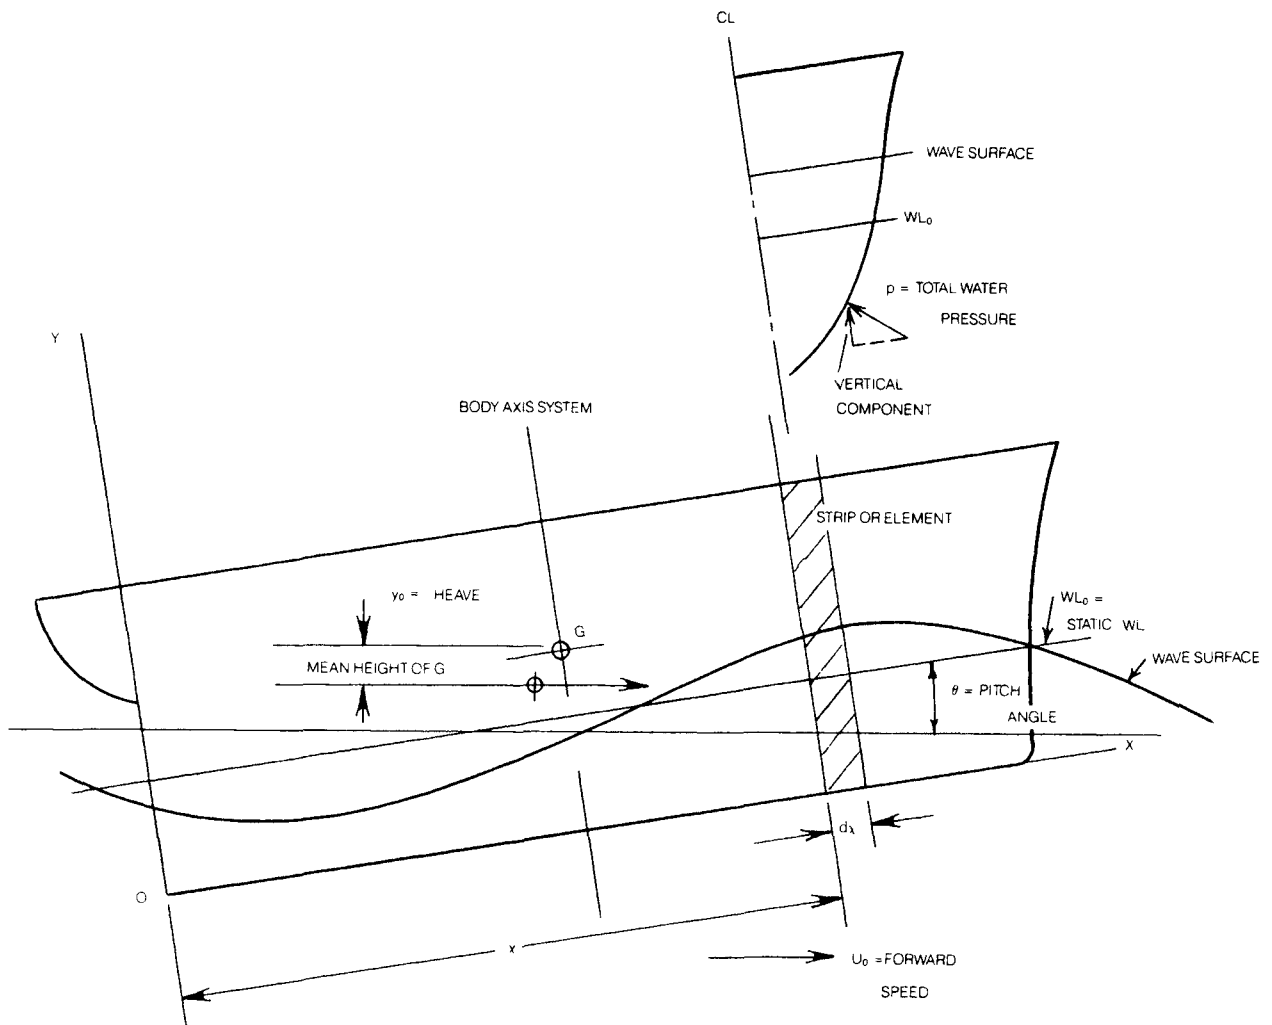 CL
WAVE SURFACE
WL₀
p = TOTAL WATER
PRESSURE
VERTICAL
COMPONENT
Y
BODY AXIS SYSTEM
STRIP OR ELEMENT
y₀ = HEAVE
G
MEAN HEIGHT OF G
WL₀ =
STATIC WL
WAVE SURFACE
θ = PITCH
ANGLE
X
dx
O
x
U₀ = FORWARD
SPEED